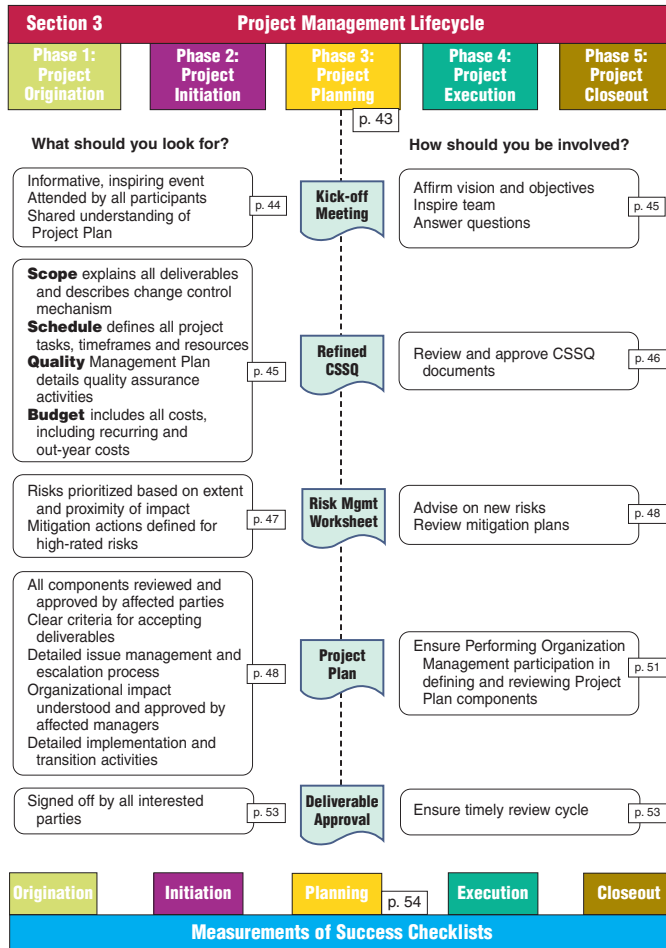 Section 3 Project Management Lifecycle
Phase 1: Project Origination
Phase 2: Project Initiation
Phase 3: Project Planning
Phase 4: Project Execution
Phase 5: Project Closeout
p. 43
What should you look for?
How should you be involved?
Informative, inspiring event
Attended by all participants
Shared understanding of
Project Plan
p. 44
Kick-off
Meeting
Affirm vision and objectives
Inspire team
Answer questions
p. 45
Scope explains all deliverables
and describes change control
mechanism
Schedule defines all project
tasks, timeframes and resources
Quality Management Plan
details quality assurance
activities
Budget includes all costs,
including recurring and
out-year costs
p. 45
Refined
CSSQ
Review and approve CSSQ
documents
p. 46
Risks prioritized based on extent
and proximity of impact
Mitigation actions defined for
high-rated risks
p. 47
Risk Mgmt
Worksheet
Advise on new risks
Review mitigation plans
p. 48
All components reviewed and
approved by affected parties
Clear criteria for accepting
deliverables
Detailed issue management and
escalation process
Organizational impact
understood and approved by
affected managers
Detailed implementation and
transition activities
p. 48
Project
Plan
Ensure Performing Organization
Management participation in
defining and reviewing Project
Plan components
p. 51
Signed off by all interested
parties
p. 53
Deliverable
Approval
Ensure timely review cycle
p. 53
Origination
Initiation
Planning
p. 54
Execution
Closeout
Measurements of Success Checklists